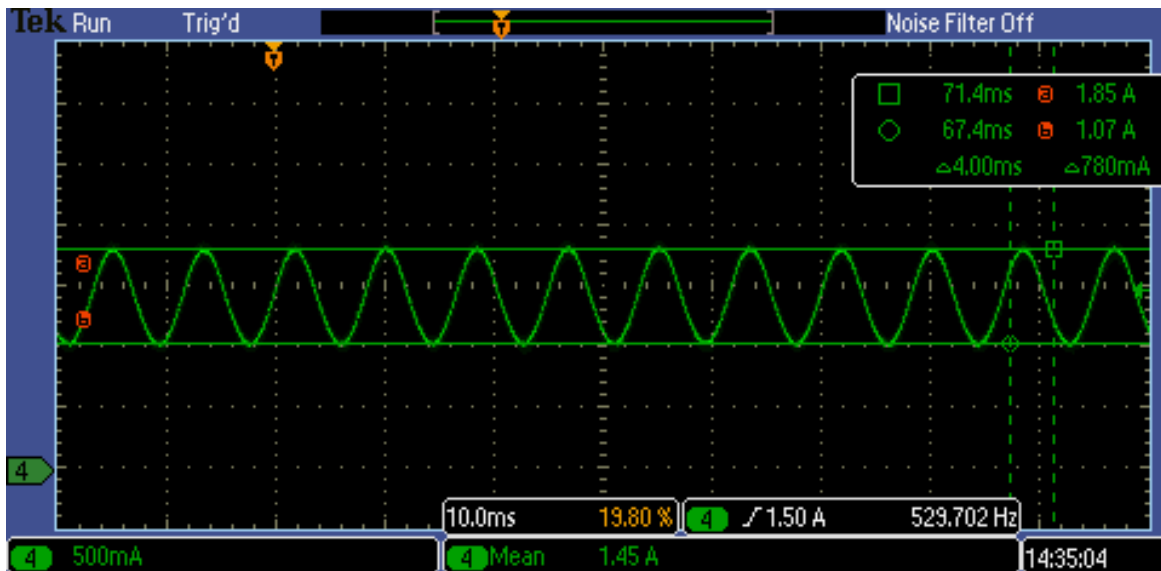 Tek Run Trig'd Noise Filter Off
T
T
71.4ms a 1.85 A
67.4ms b 1.07 A
△4.00ms △780mA
a
b
4
10.0ms 19.80 % 4 1.50 A 529.702 Hz
4 500mA 4 Mean 1.45 A 14:35:04